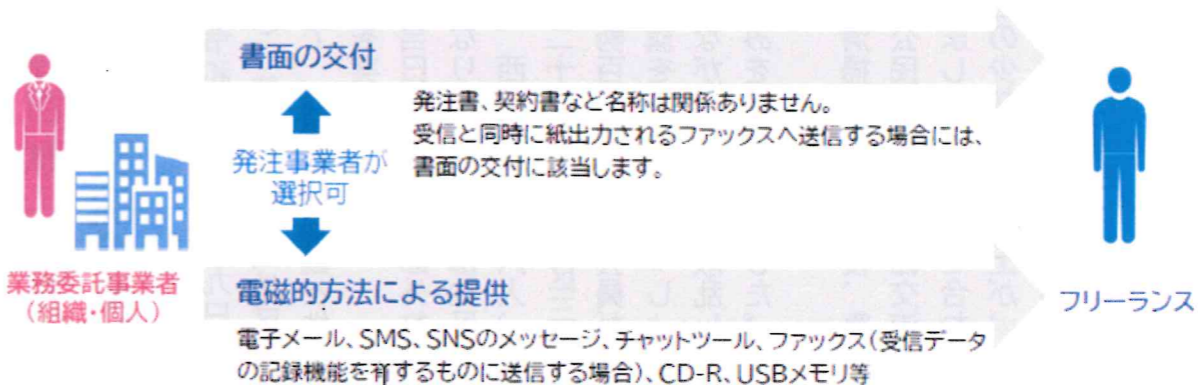 書面の交付
発注書、契約書など名称は関係ありません。
受信と同時に紙出力されるファックスへ送信する場合には、
書面の交付に該当します。
発注事業者が
選択可
業務委託事業者
(組織・個人)
電磁的方法による提供
フリーランス
電子メール、SMS、SNSのメッセージ、チャットツール、ファックス(受信データ
の記録機能を有するものに送信する場合)、CD-R、USBメモリ等